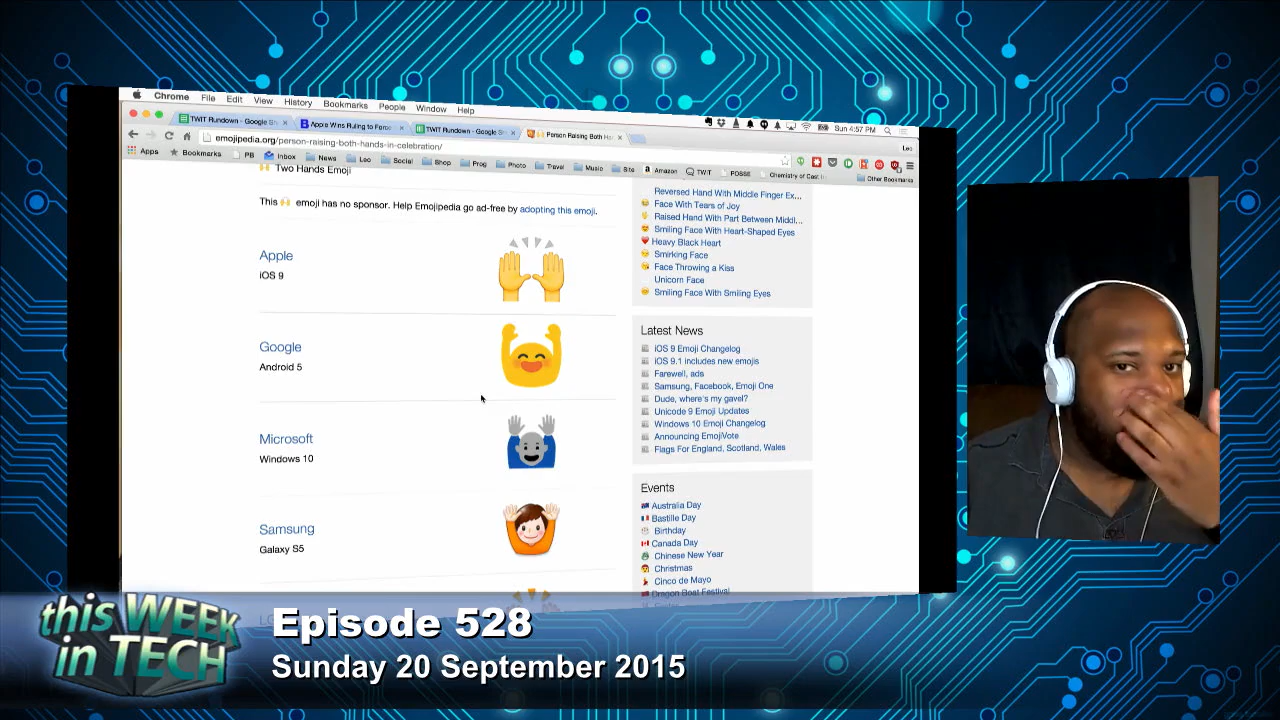 Chrome File Edit View History Bookmarks People Window Help
Sun 4:57 PM
TWIT Rundown - Google Sh
Apple Wins Ruling to Force
TWIT Rundown - Google Sh
Person Raising Both Ha
Leo
emojipedia.org/person-raising-both-hands-in-celebration/
Apps Bookmarks PB Inbox News Leo Social Shop Prog Photo Travel Music Site Amazon TWiT POSSE Chemistry of Cast Ir
Other Bookmarks
🙌 Two Hands Emoji
This 🙌 emoji has no sponsor. Help Emojipedia go ad-free by adopting this emoji.
Apple
iOS 9
Google
Android 5
Microsoft
Windows 10
Samsung
Galaxy S5
Reversed Hand With Middle Finger Ex...
Face With Tears of Joy
Raised Hand With Part Between Middl...
Smiling Face With Heart-Shaped Eyes
Heavy Black Heart
Smirking Face
Face Throwing a Kiss
Unicorn Face
Smiling Face With Smiling Eyes
Latest News
iOS 9 Emoji Changelog
iOS 9.1 includes new emojis
Farewell, ads
Samsung, Facebook, Emoji One
Dude, where's my gavel?
Unicode 9 Emoji Updates
Windows 10 Emoji Changelog
Announcing EmojiVote
Flags For England, Scotland, Wales
Events
Australia Day
Bastille Day
Birthday
Canada Day
Chinese New Year
Christmas
Cinco de Mayo
Dragon Boat Festival
this WEEK
in TECH
Episode 528
Sunday 20 September 2015